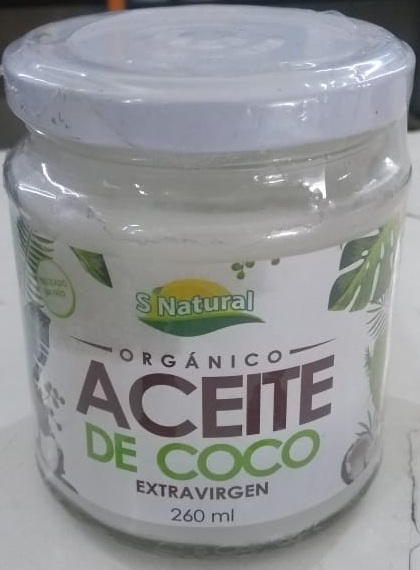 S Natural
ORGÁNICO
ACEITE
DE COCO
EXTRAVIRGEN
260 ml